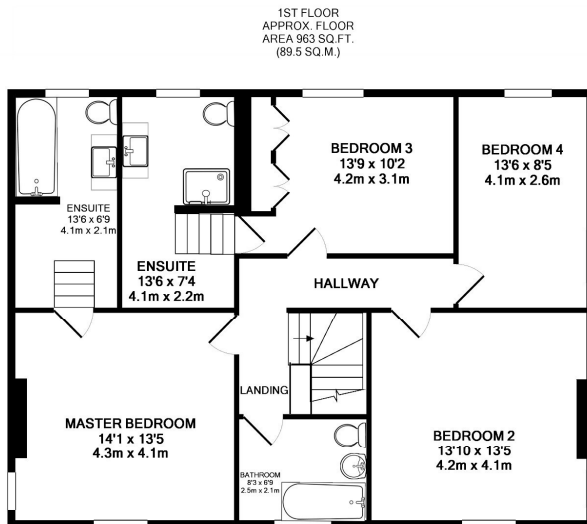 1ST FLOOR
APPROX. FLOOR
AREA 963 SQ.FT.
(89.5 SQ.M.)
BEDROOM 3
13'9 x 10'2
4.2m x 3.1m
BEDROOM 4
13'6 x 8'5
4.1m x 2.6m
ENSUITE
13'6 x 6'9
4.1m x 2.1m
ENSUITE
13'6 x 7'4
4.1m x 2.2m
HALLWAY
LANDING
MASTER BEDROOM
14'1 x 13'5
4.3m x 4.1m
BEDROOM 2
13'10 x 13'5
4.2m x 4.1m
BATHROOM
8'3 x 6'9
2.5m x 2.1m